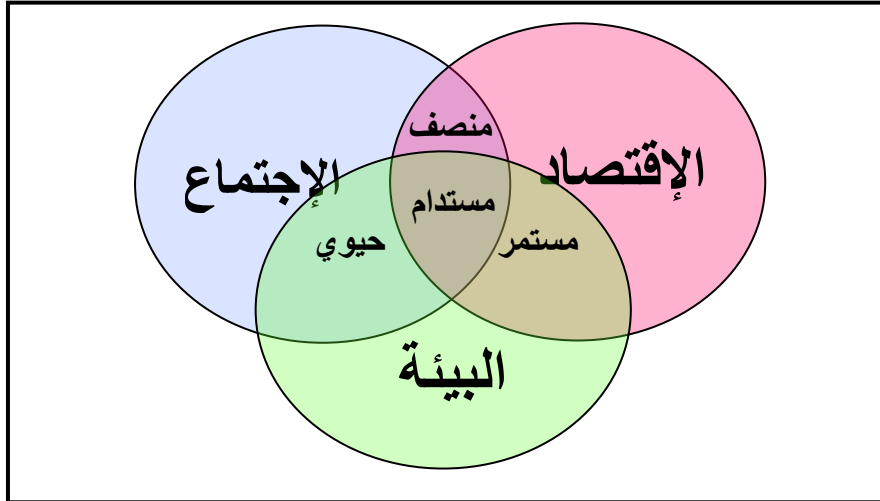 منصف
الإقتصاد
الإجتماع
مستدام
مستمر
حيوي
البيئة